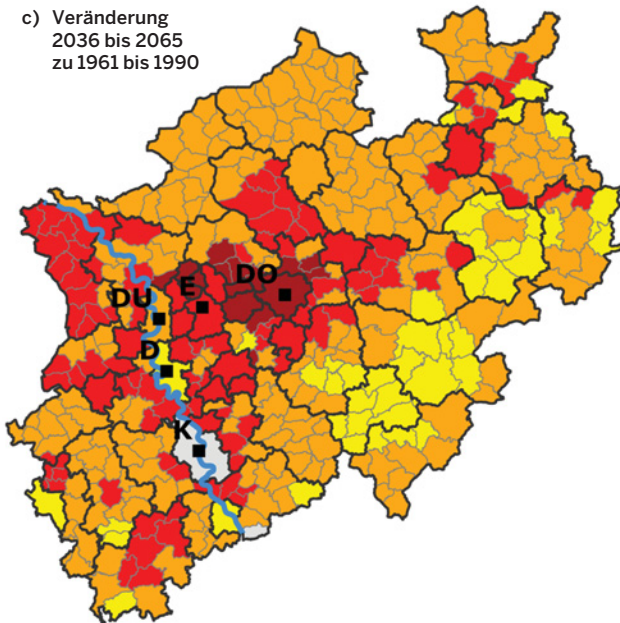 c) Veränderung
2036 bis 2065
zu 1961 bis 1990
DO
E
DU
D
K